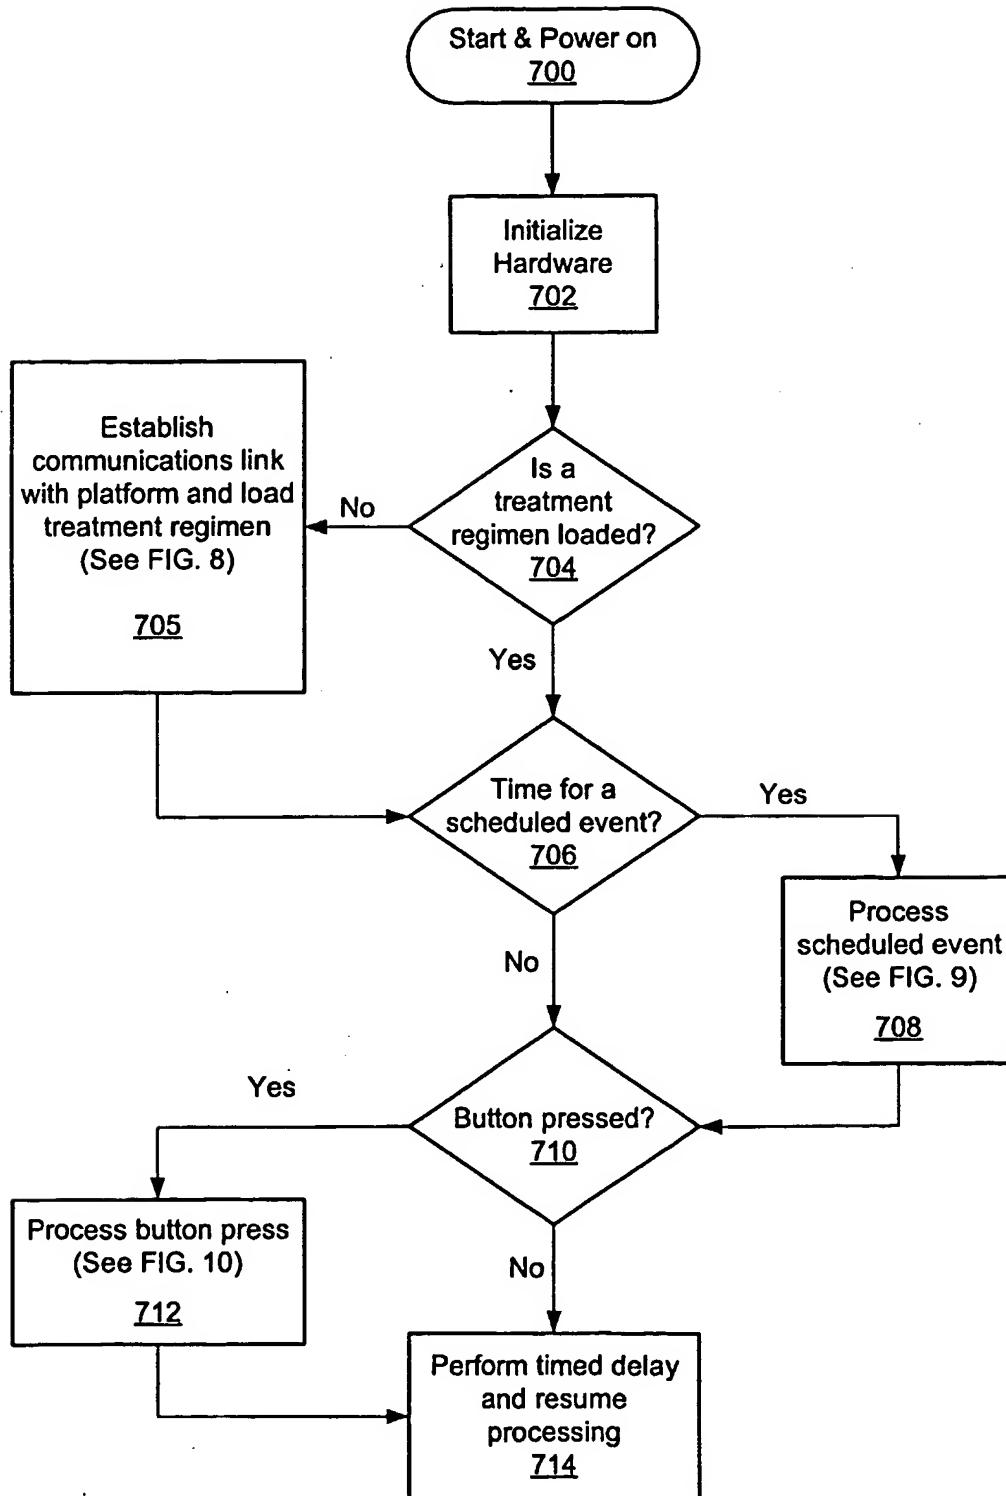 Start & Power on
700
Initialize
Hardware
702
Is a
treatment
regimen loaded?
704
No
Establish
communications link
with platform and load
treatment regimen
(See FIG. 8)
705
Yes
Time for a
scheduled event?
706
Yes
Process
scheduled event
(See FIG. 9)
708
No
Button pressed?
710
Yes
Process button press
(See FIG. 10)
712
No
Perform timed delay
and resume
processing
714